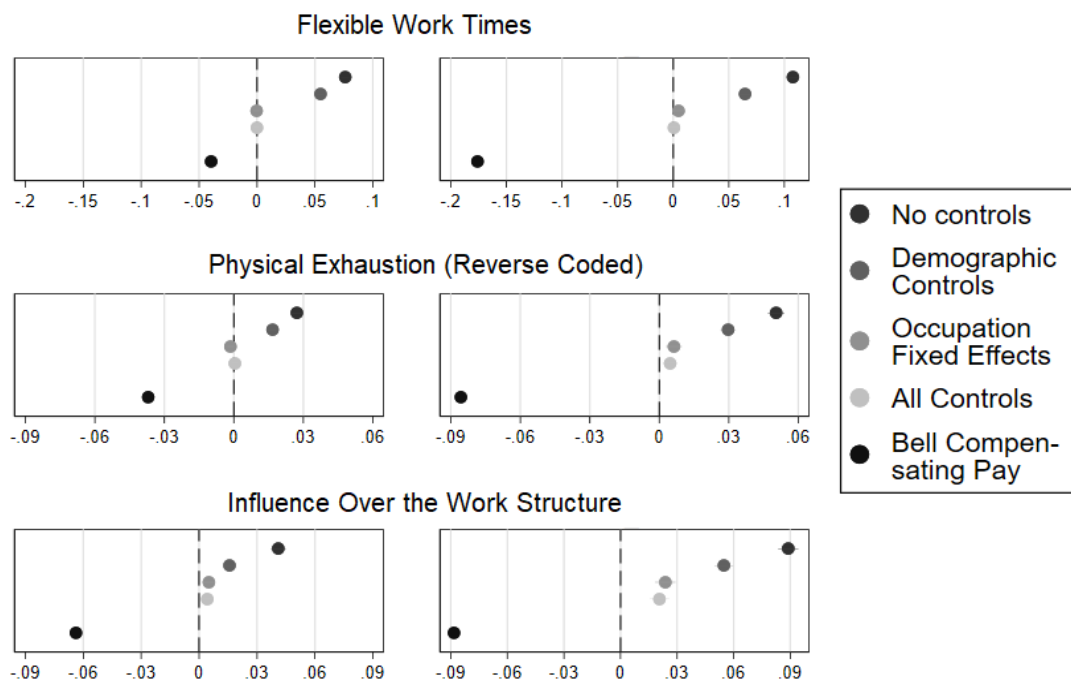 Flexible Work Times
-.2 -.15 -.1 -.05 0 .05 .1
-.2 -.15 -.1 -.05 0 .05 .1
Physical Exhaustion (Reverse Coded)
-.09 -.06 -.03 0 .03 .06
-.09 -.06 -.03 0 .03 .06
Influence Over the Work Structure
-.09 -.06 -.03 0 .03 .06 .09
-.09 -.06 -.03 0 .03 .06 .09
No controls
Demographic
Controls
Occupation
Fixed Effects
All Controls
Bell Compen-
sating Pay